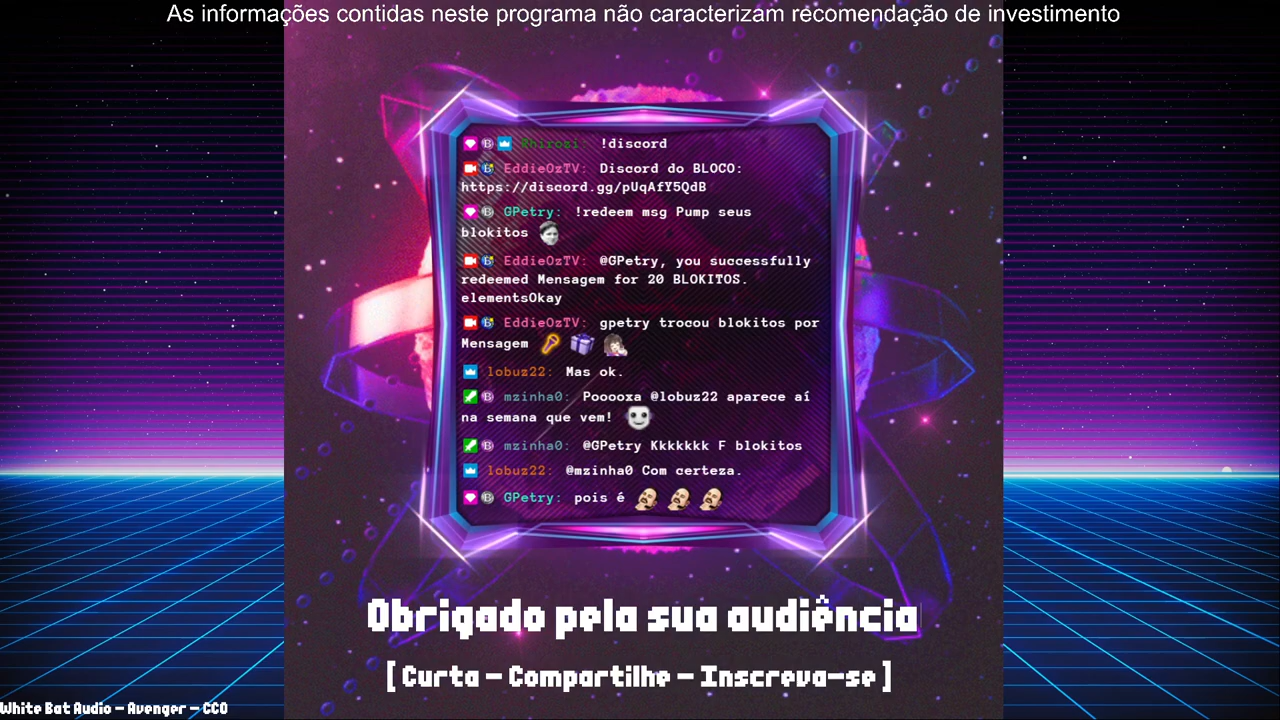 As informações contidas neste programa não caracterizam recomendação de investimento
Whirozi: !discord
EddieOzTV: Discord do BLOCO:
https://discord.gg/pUqAfY5QdB
GPetry: !redeem msg Pump seus
blokitos
EddieOzTV: @GPetry, you successfully
redeemed Mensagem for 20 BLOKITOS.
elementsOkay
EddieOzTV: gpetry trocou blokitos por
Mensagem
lobuz22: Mas ok.
mzinha0: Pooooxa @lobuz22 aparece aí
na semana que vem!
mzinha0: @GPetry Kkkkkkk F blokitos
lobuz22: @mzinha0 Com certeza.
GPetry: pois é
Obrigado pela sua audiência
[ Curta - Compartilhe - Inscreva-se ]
White Bat Audio - Avenger - CC0